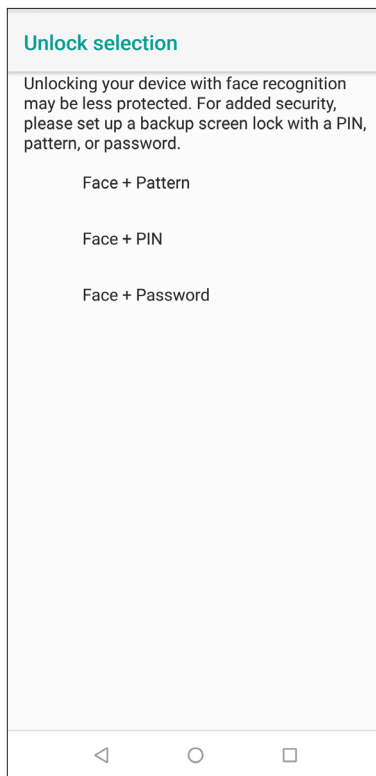 Unlock selection
Unlocking your device with face recognition
may be less protected. For added security,
please set up a backup screen lock with a PIN,
pattern, or password.
Face + Pattern
Face + PIN
Face + Password